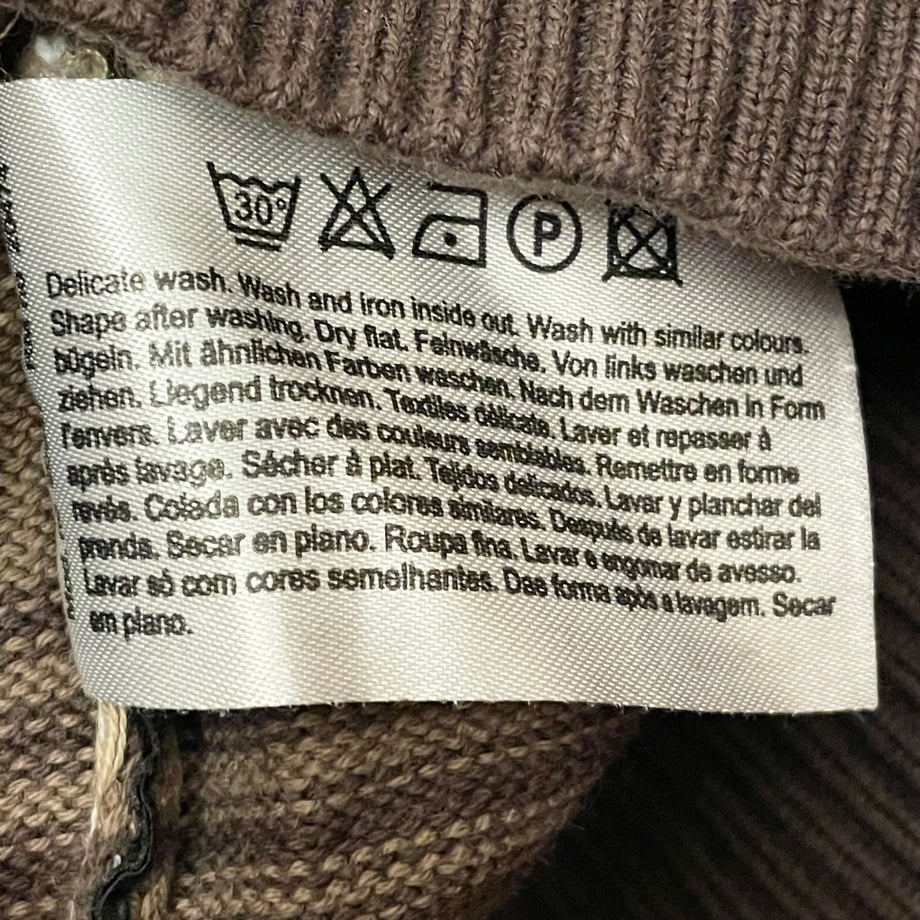 30°
P
Delicate wash. Wash and iron inside out. Wash with similar colours.
Shape after washing. Dry flat. Feinwäsche. Von links waschen und
bügeln. Mit ähnlichen Farben waschen. Nach dem Waschen in Form
ziehen. Liegend trocknen. Textiles délicats. Laver et repasser à
l'envers. Laver avec des couleurs semblables. Remettre en forme
après lavage. Sécher à plat. Tejidos delicados. Lavar y planchar del
revés. Colada con los colores similares. Después de lavar estirar la
prenda. Secar en plano. Roupa fina. Lavar e engomar de avesso.
Lavar só com cores semelhantes. Dse forma após a lavagem. Secar
em plano.